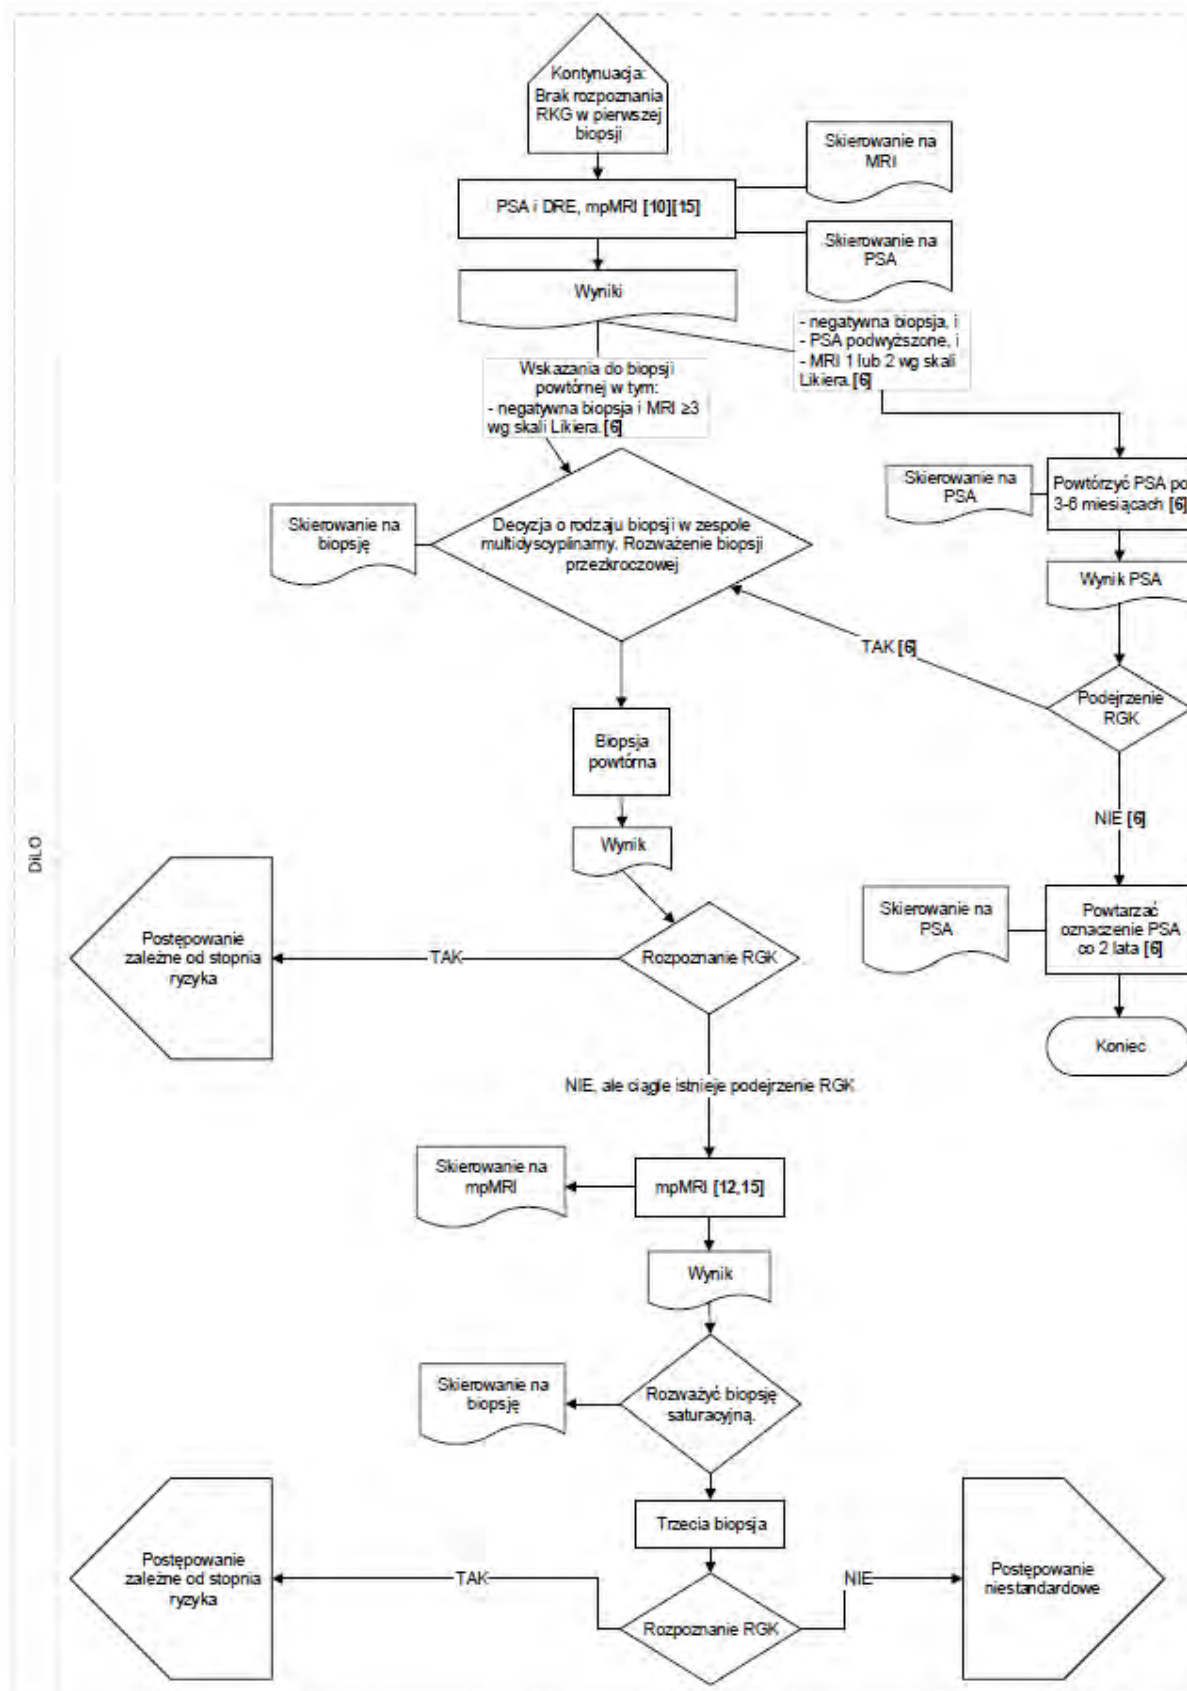 Kontynuacja:
Brak rozpoznania
RKG w pierwszej
biopsji
Skierowanie na
MRI
PSA i DRE, mpMRI [10][15]
Skierowanie na
PSA
Wyniki
- negatywna biopsja, i
- PSA podwyższone, i
- MRI 1 lub 2 wg skali
Likiera.[6]
Wskazania do biopsji
powtórnej w tym:
- negatywna biopsja i MRI ≥3
wg skali Likiera.[6]
Skierowanie na
PSA
Powtórzyć PSA po
3-6 miesiącach [6]
Skierowanie na
biopsję
Decyzja o rodzaju biopsji w zespole
multidyscyplinarny. Rozważenie biopsji
przezkroczowej
Wynik PSA
TAK [6]
Podejrzenie
RGK
Biopsja
powtórna
NIE [6]
Wynik
DiLO
Skierowanie na
PSA
Powtarzać
oznaczenie PSA
co 2 lata [6]
Postępowanie
zależne od stopnia
ryzyka
TAK
Rozpoznanie RGK
Koniec
NIE, ale ciągle istnieje podejrzenie RGK
Skierowanie na
mpMRI
mpMRI [12,15]
Wynik
Skierowanie na
biopsję
Rozważyć biopsję
saturacyjną.
Trzecia biopsja
Postępowanie
zależne od stopnia
ryzyka
TAK
Rozpoznanie RGK
NIE
Postępowanie
niestandardowe